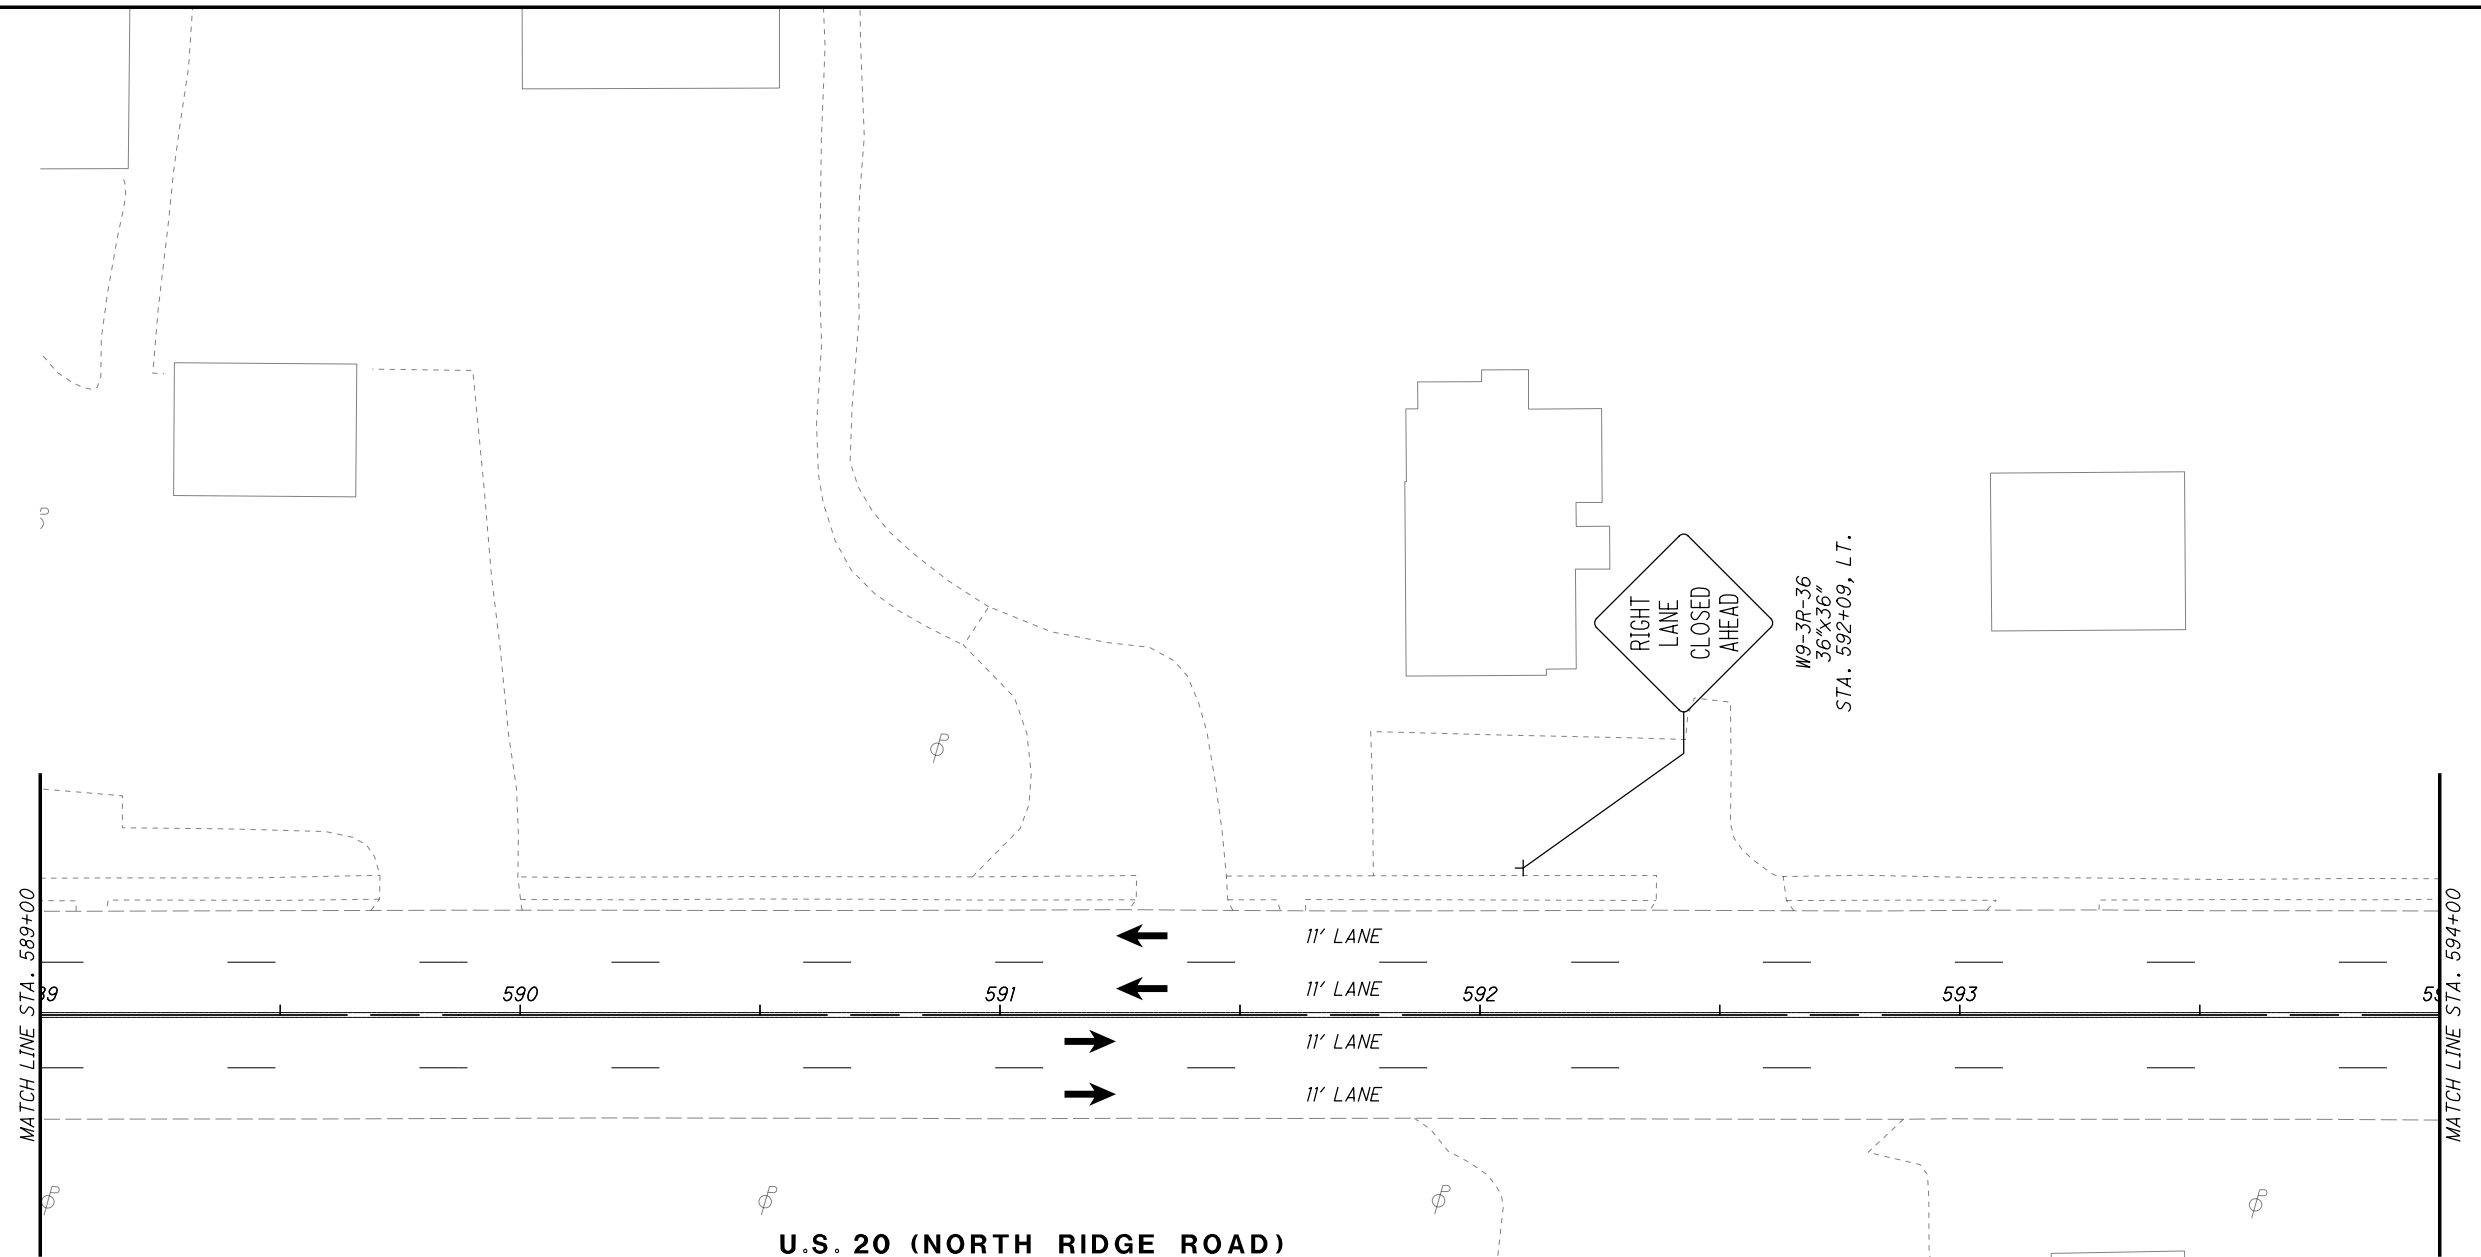 RIGHT
LANE
CLOSED
AHEAD
W9-3R-36
36"x36"
STA. 592+09, LT.
MATCH LINE STA. 589+00
MATCH LINE STA. 594+00
11' LANE
11' LANE
39 590 591 592 593 59
11' LANE
11' LANE
P
P
P
P
P
P
U.S. 20 (NORTH RIDGE ROAD)